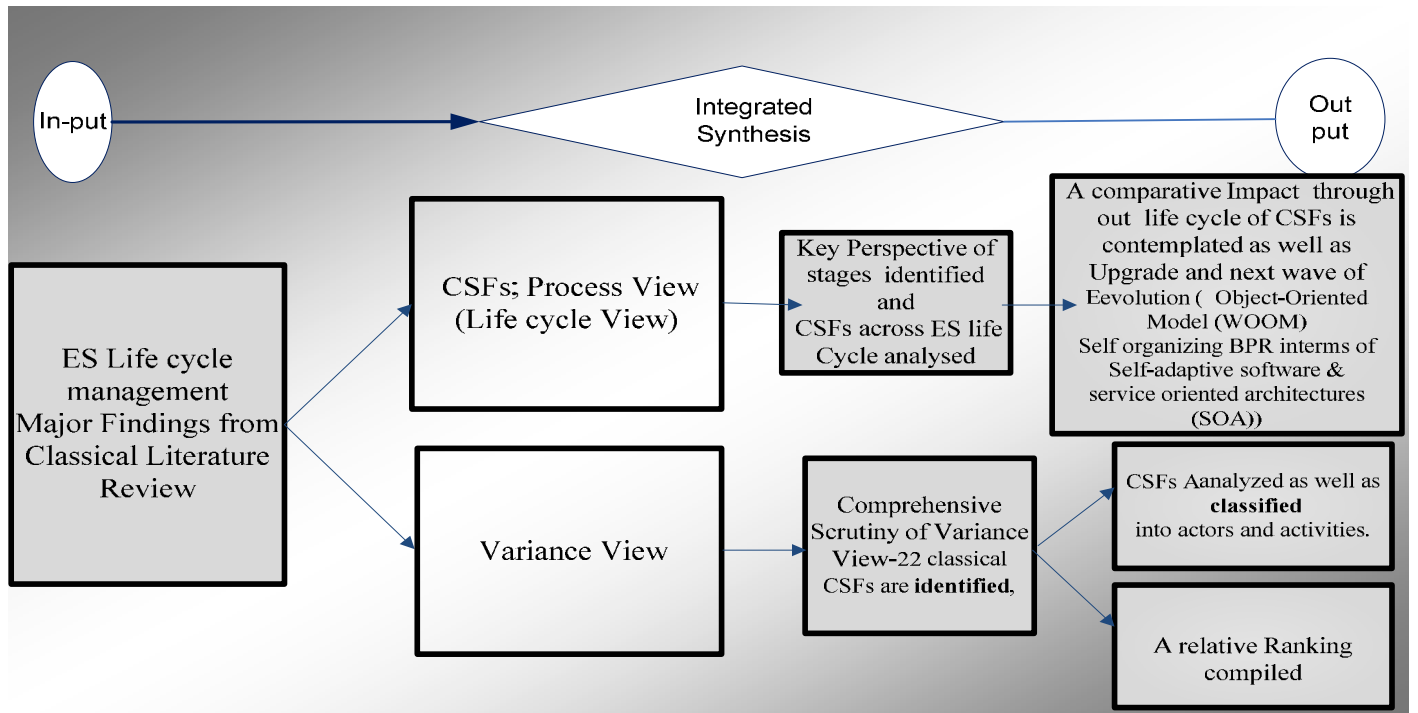 In-put
Integrated
Synthesis
Out
put
ES Life cycle
management
Major Findings from
Classical Literature
Review
CSFs; Process View
(Life cycle View)
Key Perspective of
stages identified
and
CSFs across ES life
Cycle analysed
A comparative Impact through
out life cycle of CSFs is
contemplated as well as
Upgrade and next wave of
Eevolution ( Object-Oriented
Model (WOOM)
Self organizing BPR interms of
Self-adaptive software &
service oriented architectures
(SOA))
Variance View
Comprehensive
Scrutiny of Variance
View-22 classical
CSFs are identified,
CSFs Aanalyzed as well as
classified
into actors and activities.
A relative Ranking
compiled